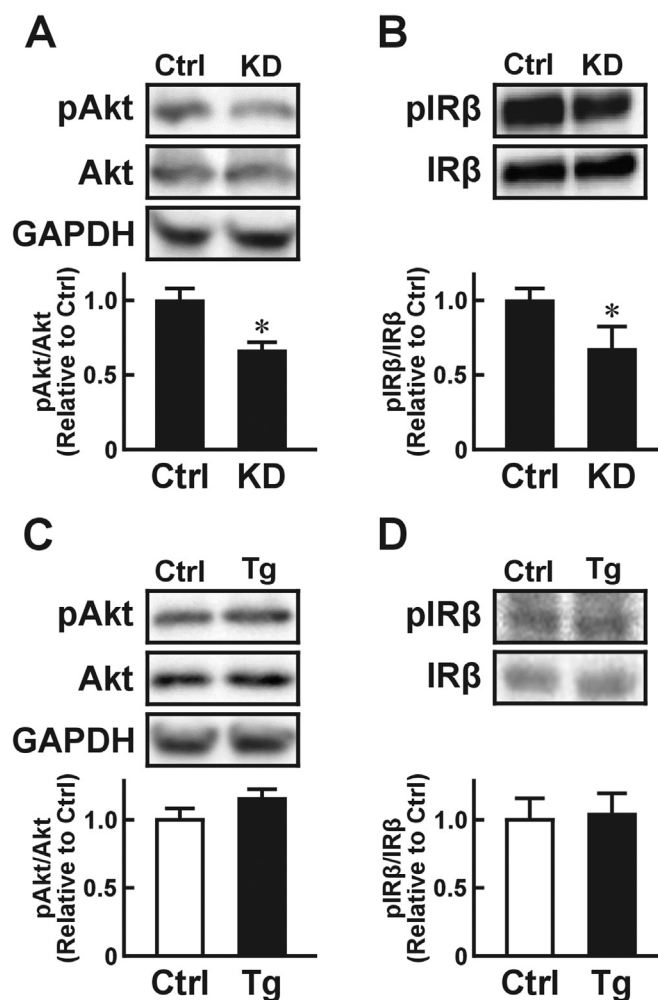 A
Ctrl KD
pAkt
Akt
GAPDH
pAkt/Akt
(Relative to Ctrl)
1.0
0.5
0
*
Ctrl KD
B
Ctrl KD
pIRβ
IRβ
pIRβ/IRβ
(Relative to Ctrl)
1.0
0.5
0
*
Ctrl KD
C
Ctrl Tg
pAkt
Akt
GAPDH
pAkt/Akt
(Relative to Ctrl)
1.0
0.5
0
Ctrl Tg
D
Ctrl Tg
pIRβ
IRβ
pIRβ/IRβ
(Relative to Ctrl)
1.0
0.5
0
Ctrl Tg